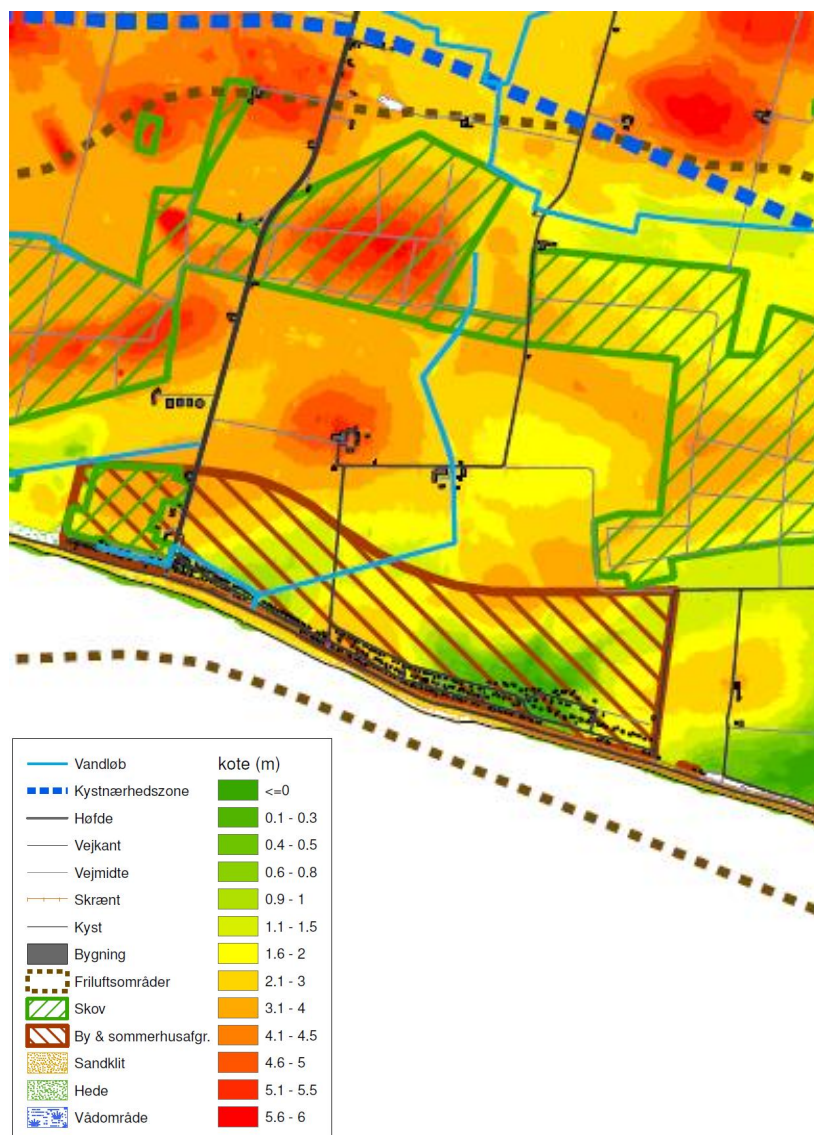 Vandløb
Kystnærhedszone
Høfde
Vejkant
Vejmidte
Skrænt
Kyst
Bygning
Friluftsområder
Skov
By & sommerhusafgr.
Sandklit
Hede
Vådområde
kote (m)
<=0
0.1 - 0.3
0.4 - 0.5
0.6 - 0.8
0.9 - 1
1.1 - 1.5
1.6 - 2
2.1 - 3
3.1 - 4
4.1 - 4.5
4.6 - 5
5.1 - 5.5
5.6 - 6